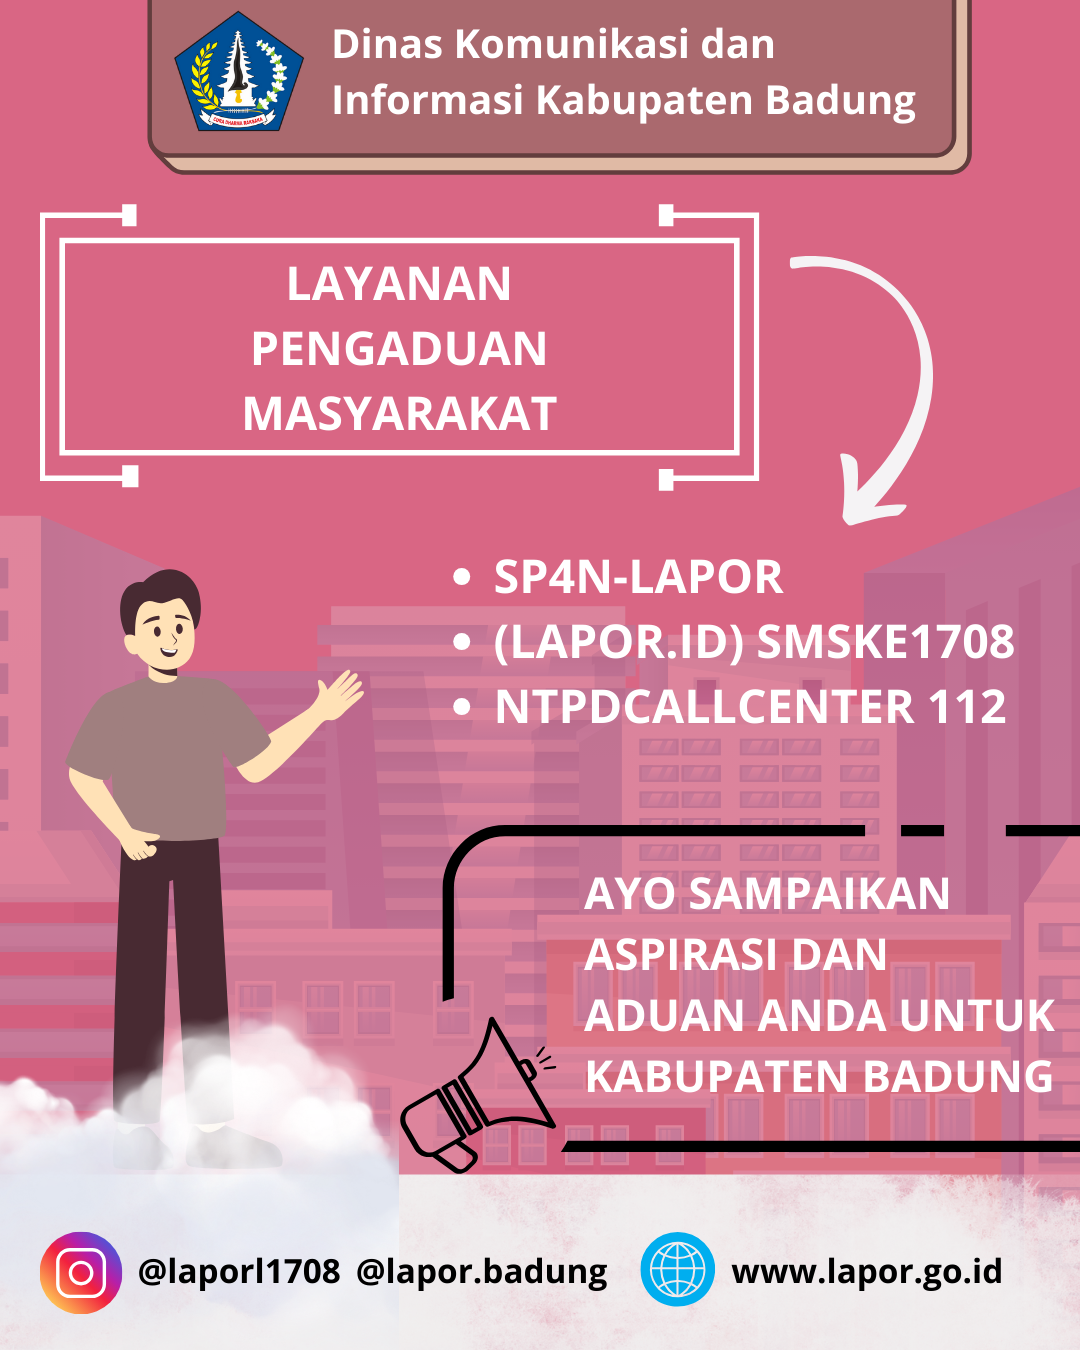 Dinas Komunikasi dan
Informasi Kabupaten Badung
CURA DHARMA RAKSAKA
LAYANAN
PENGADUAN
MASYARAKAT
• SP4N-LAPOR
• (LAPOR.ID) SMSKE1708
• NTPDCALLCENTER 112
AYO SAMPAIKAN
ASPIRASI DAN
ADUAN ANDA UNTUK
KABUPATEN BADUNG
@laporl1708 @lapor.badung www.lapor.go.id